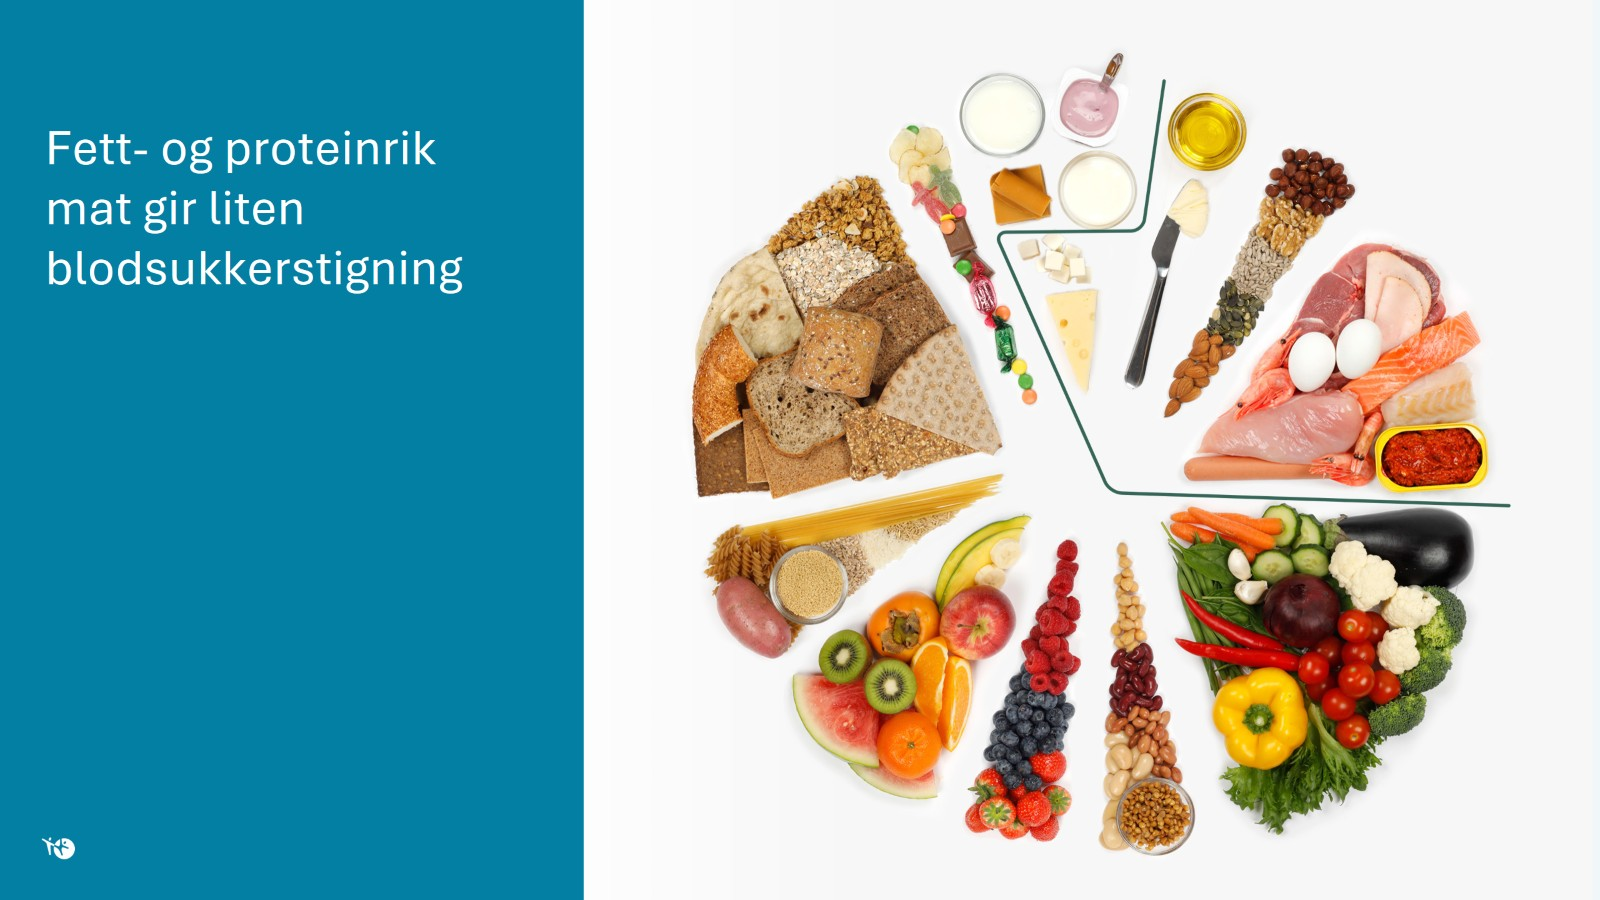 Fett- og proteinrik
mat gir liten
blodsukkerstigning